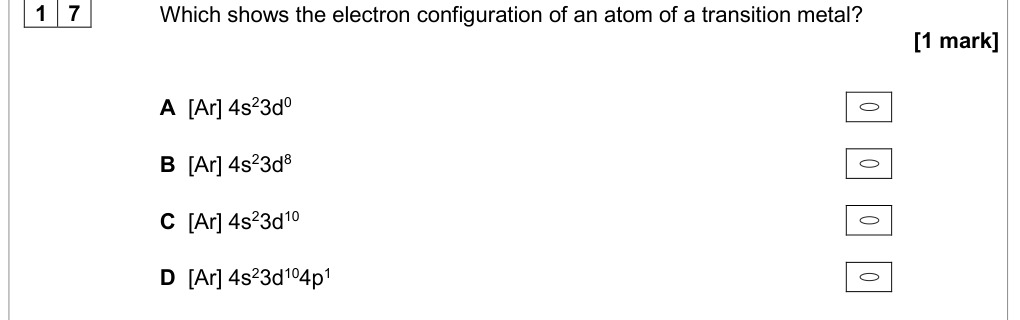 1 7 Which shows the electron configuration of an atom of a transition metal?
[1 mark]
A [Ar] 4s²3d⁰
B [Ar] 4s²3d⁸
C [Ar] 4s²3d¹⁰
D [Ar] 4s²3d¹⁰4p¹